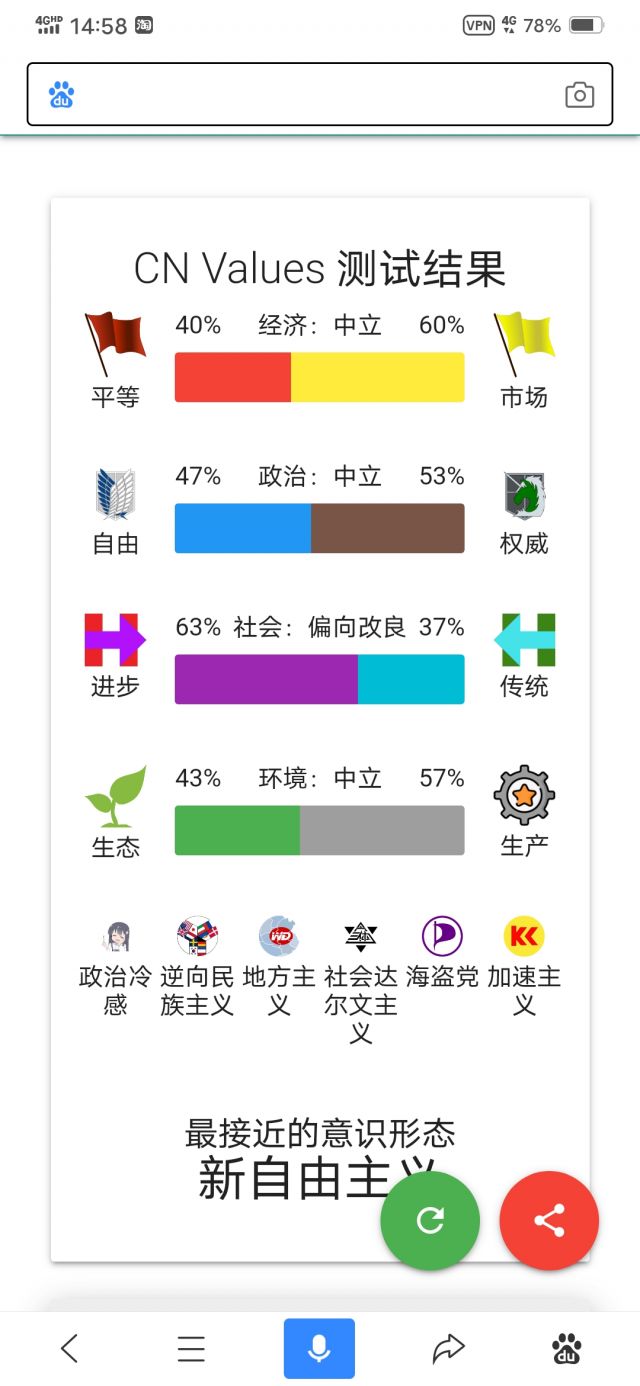 4GHD 14:58 淘 VPN 4G 78%
du
CN Values 测试结果
40% 经济：中立 60%
平等 市场
47% 政治：中立 53%
自由 权威
63% 社会：偏向改良 37%
进步 传统
43% 环境：中立 57%
生态 生产
政治冷 逆向民 地方主 社会达 海盗党 加速主
感 族主义 义 尔文主 义
义
最接近的意识形态
新自由主义
du